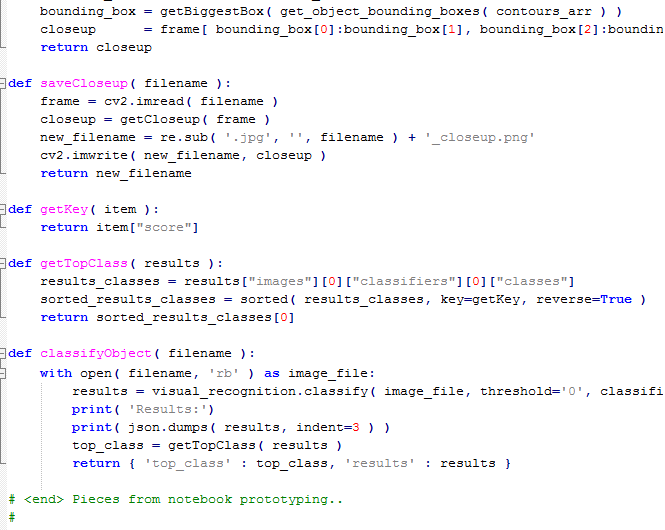 bounding_box = getBiggestBox( get_object_bounding_boxes( contours_arr ) )
closeup      = frame[ bounding_box[0]:bounding_box[1], bounding_box[2]:boundin
return closeup
def saveCloseup( filename ):
frame = cv2.imread( filename )
closeup = getCloseup( frame )
new_filename = re.sub( '.jpg', '', filename ) + '_closeup.png'
cv2.imwrite( new_filename, closeup )
return new_filename
def getKey( item ):
return item["score"]
def getTopClass( results ):
results_classes = results["images"][0]["classifiers"][0]["classes"]
sorted_results_classes = sorted( results_classes, key=getKey, reverse=True )
return sorted_results_classes[0]
def classifyObject( filename ):
with open( filename, 'rb' ) as image_file:
results = visual_recognition.classify( image_file, threshold='0', classifi
print( 'Results:')
print( json.dumps( results, indent=3 ) )
top_class = getTopClass( results )
return { 'top_class' : top_class, 'results' : results }
# <end> Pieces from notebook prototyping..
#